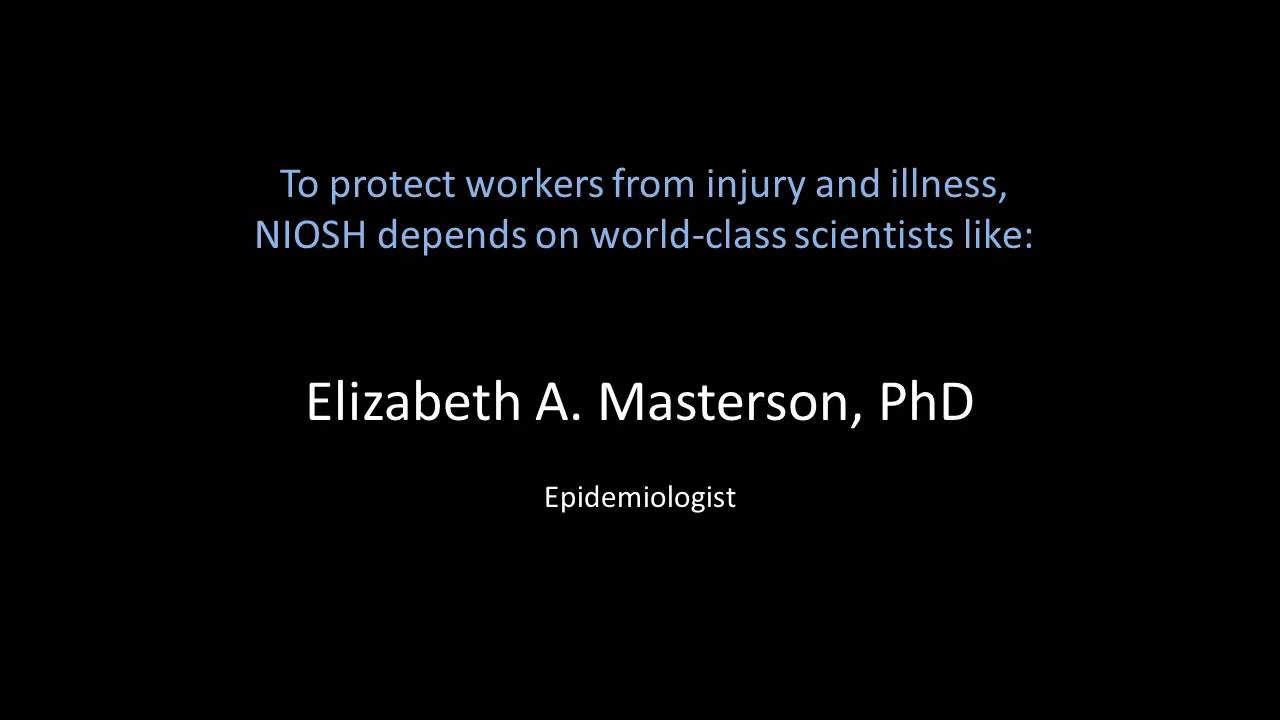 To protect workers from injury and illness,
NIOSH depends on world-class scientists like:
Elizabeth A. Masterson, PhD
Epidemiologist